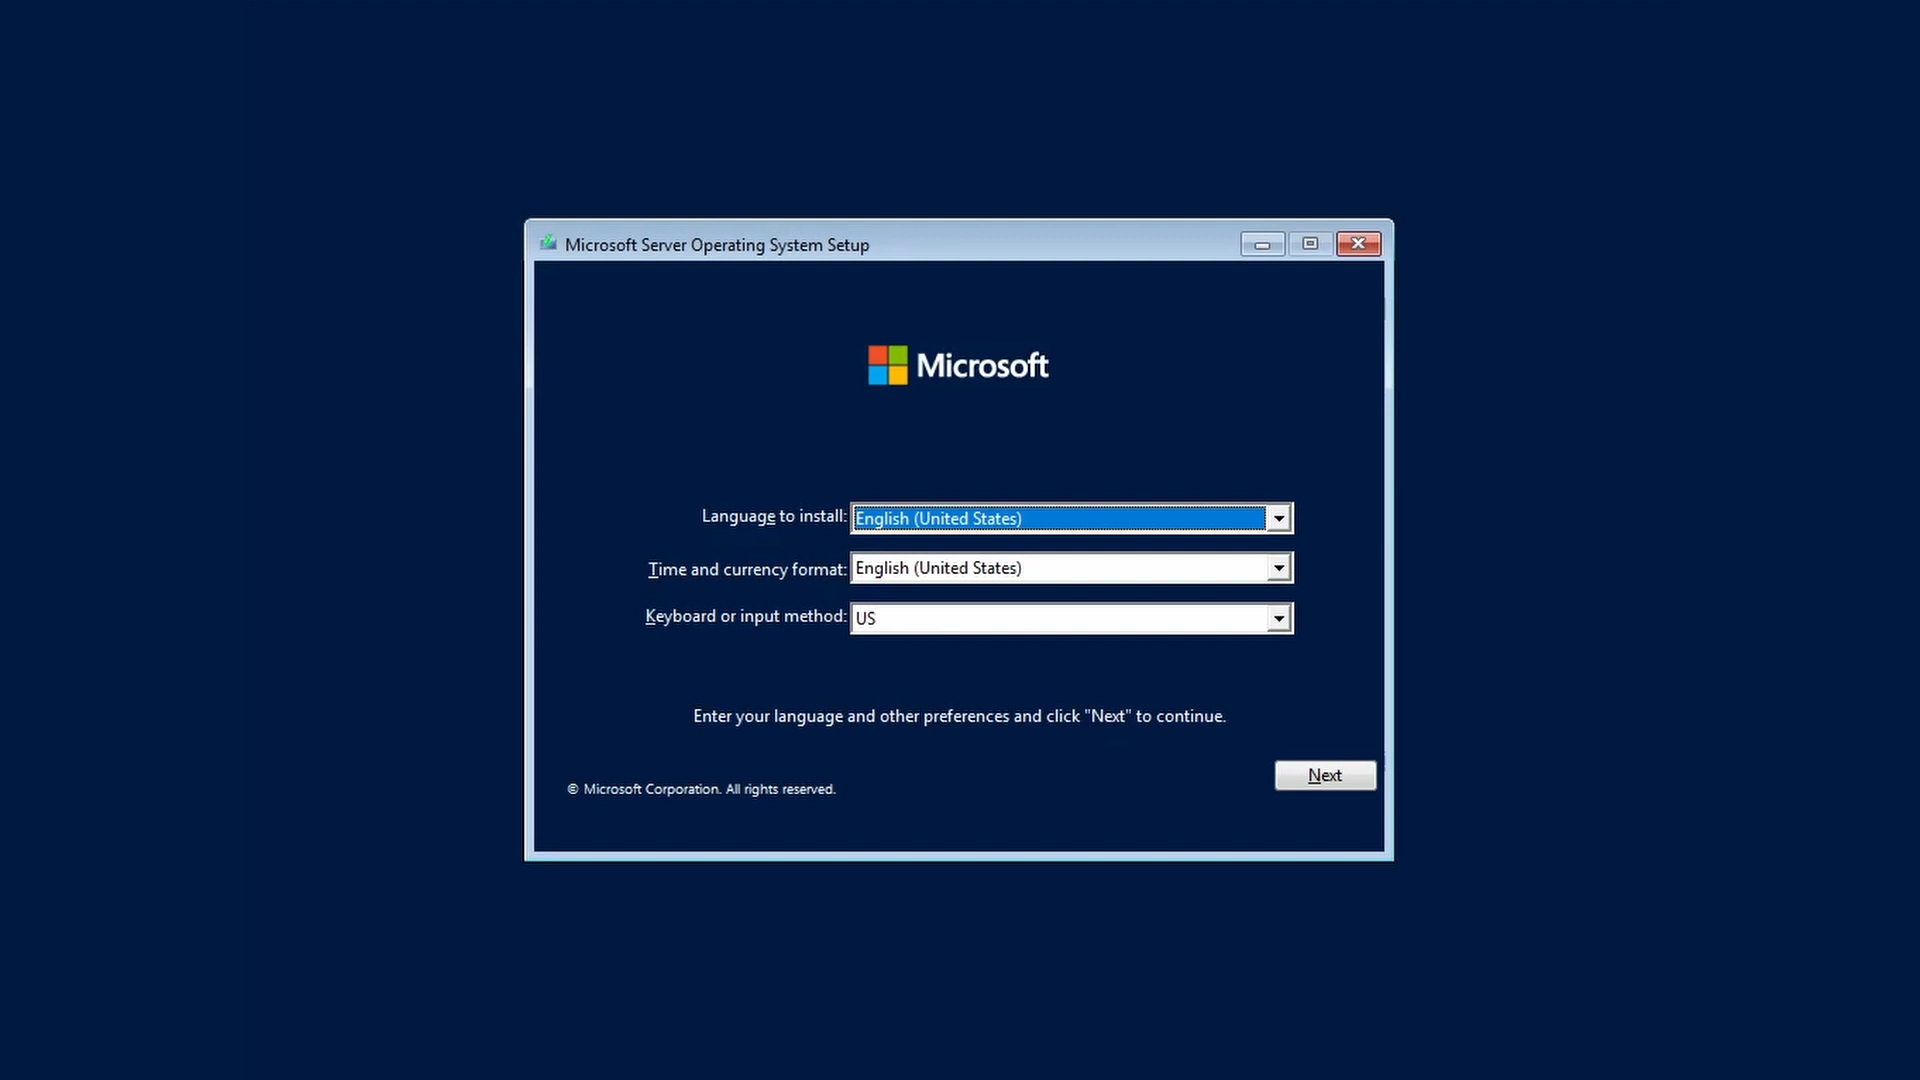 Microsoft Server Operating System Setup
Microsoft
Language to install: English (United States)
Time and currency format: English (United States)
Keyboard or input method: US
Enter your language and other preferences and click "Next" to continue.
Next
© Microsoft Corporation. All rights reserved.